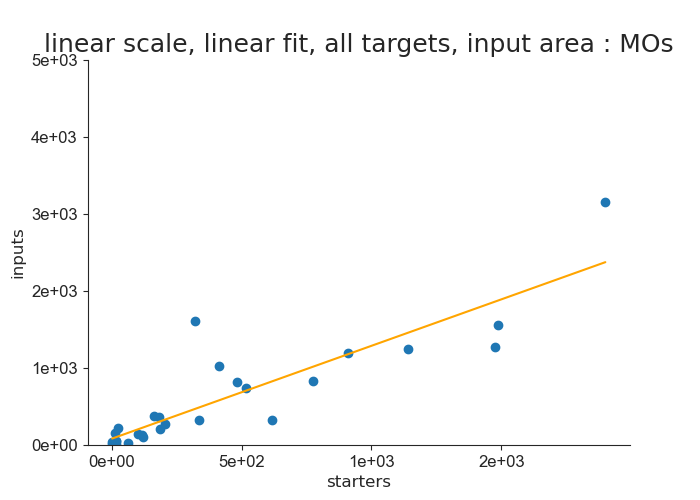 linear scale, linear fit, all targets, input area : MOs
5e+03
4e+03
3e+03
2e+03
1e+03
0e+00
inputs
0e+00 5e+02 1e+03 2e+03
starters